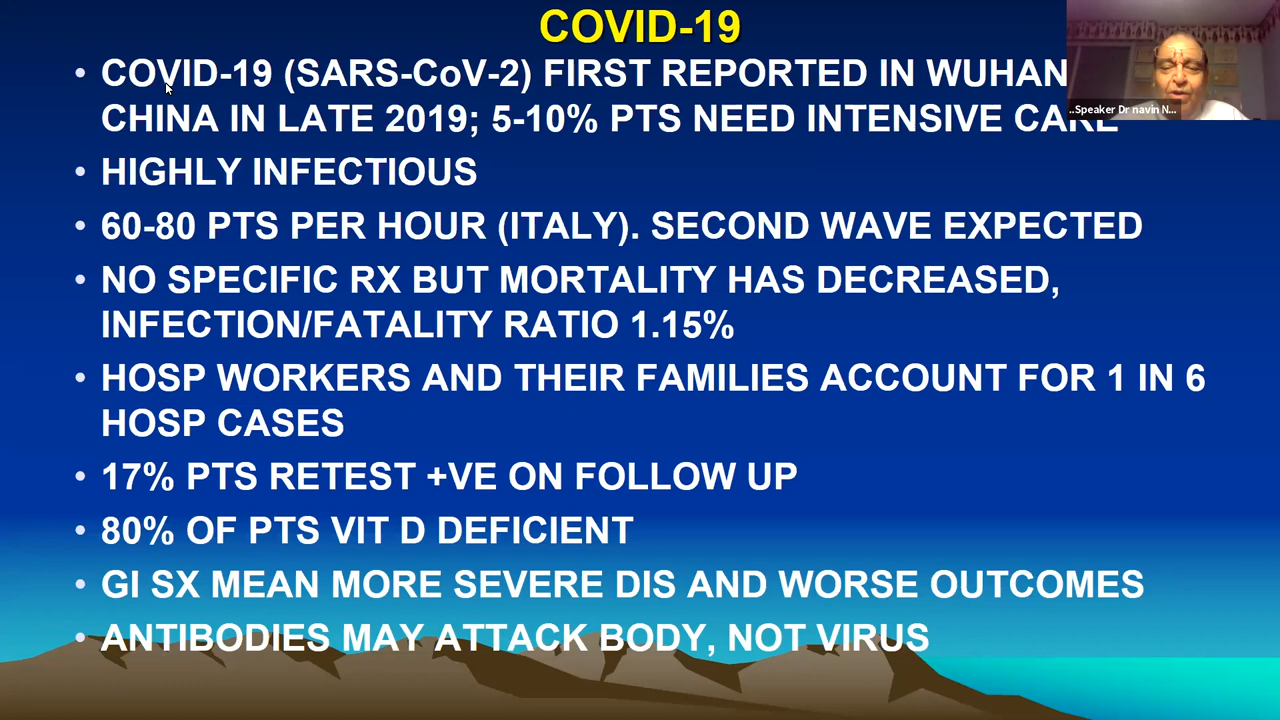 COVID-19
• COVID-19 (SARS-CoV-2) FIRST REPORTED IN WUHAN
CHINA IN LATE 2019; 5-10% PTS NEED INTENSIVE CARE
..Speaker Dr navin N...
• HIGHLY INFECTIOUS
• 60-80 PTS PER HOUR (ITALY). SECOND WAVE EXPECTED
• NO SPECIFIC RX BUT MORTALITY HAS DECREASED,
INFECTION/FATALITY RATIO 1.15%
• HOSP WORKERS AND THEIR FAMILIES ACCOUNT FOR 1 IN 6
HOSP CASES
• 17% PTS RETEST +VE ON FOLLOW UP
• 80% OF PTS VIT D DEFICIENT
• GI SX MEAN MORE SEVERE DIS AND WORSE OUTCOMES
• ANTIBODIES MAY ATTACK BODY, NOT VIRUS